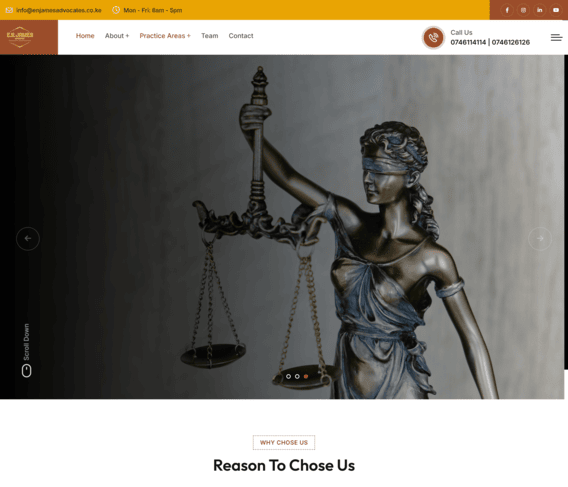 info@enjamesadvocates.co.ke
Mon - Fri: 8am - 5pm
E.N. JAMES
Home
About +
Practice Areas +
Team
Contact
Call Us
0746114114 | 0746126126
Scroll Down
WHY CHOSE US
Reason To Chose Us